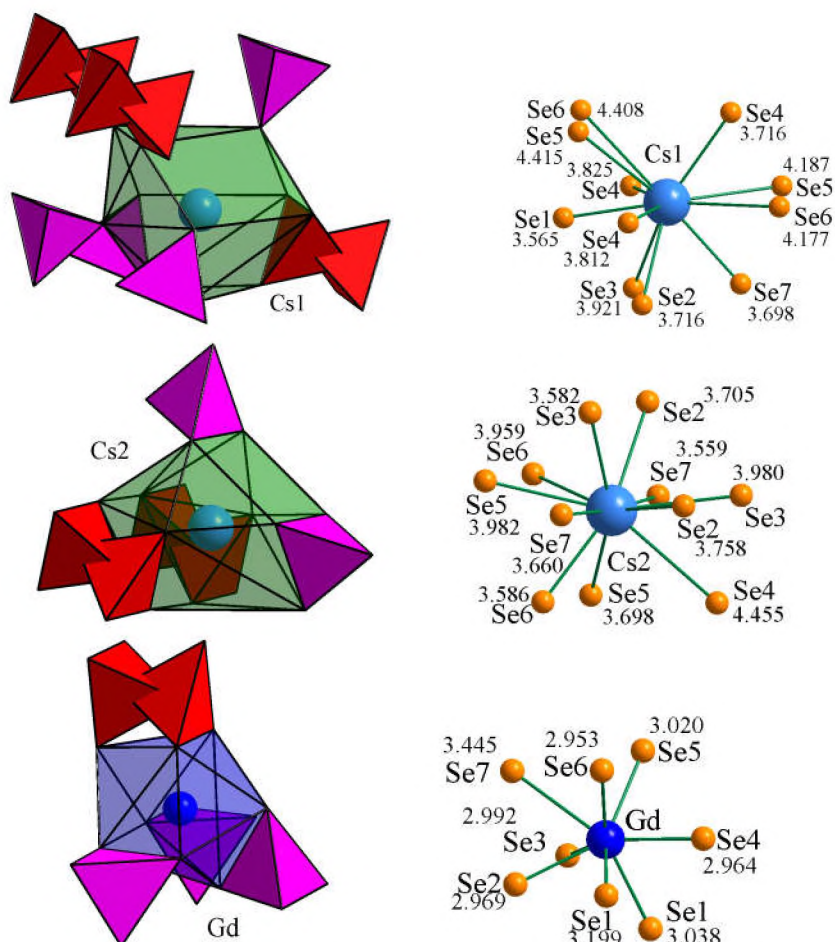 Cs1
Se6 4.408
Se5
4.415
Cs1
Se4
3.716
3.825
Se4
4.187
Se5
Se1
3.565
Se4
3.812
Se6
4.177
Se3
3.921
Se2
3.716
Se7
3.698
Cs2
3.582
Se3
3.705
Se2
3.959
Se6
3.559
Se7
3.980
Se5
3.982
Se3
Se2
3.758
Se7
3.660
Cs2
3.586
Se6
Se5
3.698
Se4
4.455
Gd
3.445
Se7
2.953
Se6
3.020
Se5
2.992
Se3
Gd
Se4
2.964
Se2
2.969
Se1
3.199
Se1
3.038